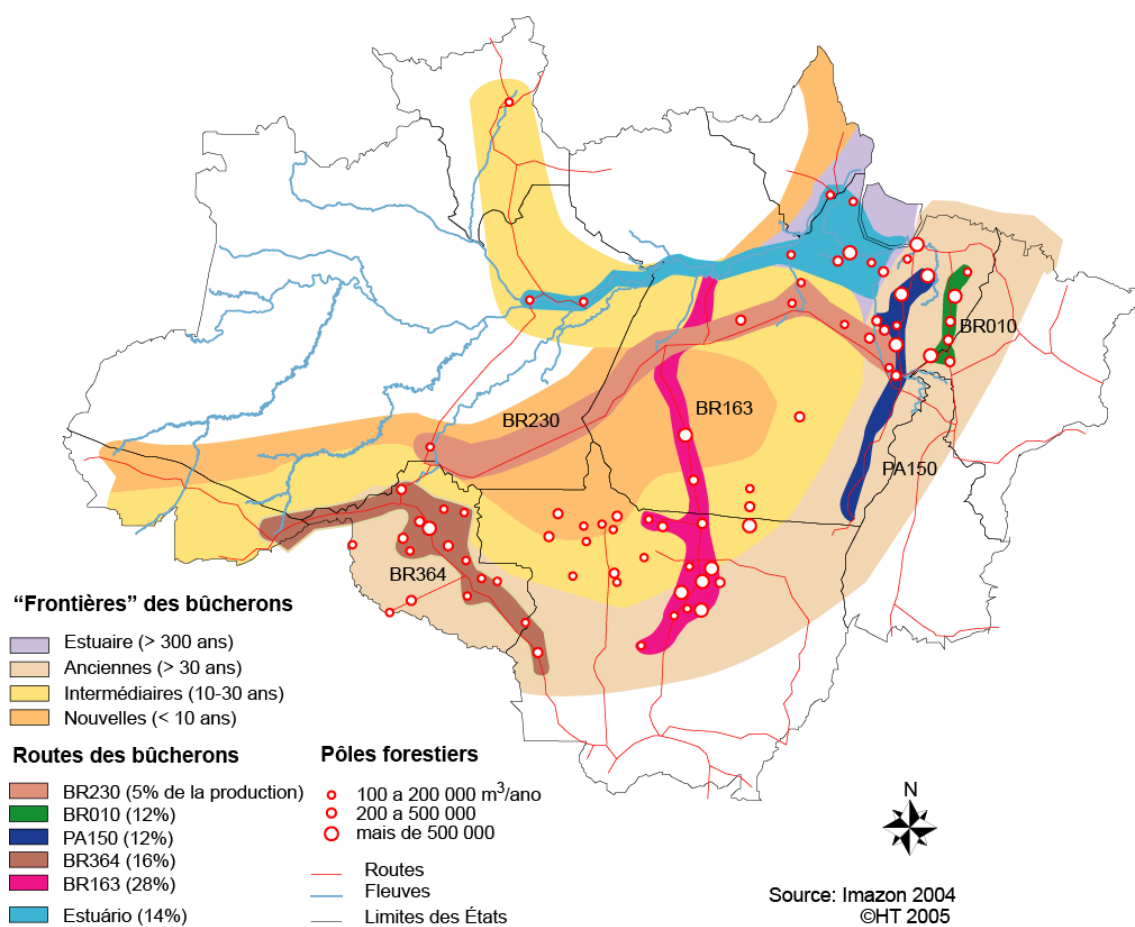 BR010
BR163
BR230
PA150
BR364
“Frontières” des bûcherons
Estuaire (> 300 ans)
Anciennes (> 30 ans)
Intermédiaires (10-30 ans)
Nouvelles (< 10 ans)
Routes des bûcherons
BR230 (5% de la production)
BR010 (12%)
PA150 (12%)
BR364 (16%)
BR163 (28%)
Estuário (14%)
Pôles forestiers
100 a 200 000 m³/ano
200 a 500 000
mais de 500 000
Routes
Fleuves
Limites des États
N
Source: Imazon 2004
©HT 2005